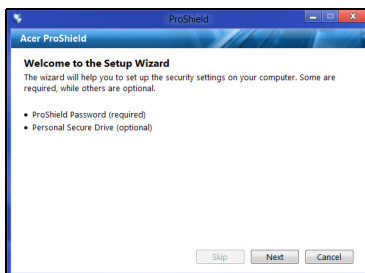 ProShield
Acer ProShield
Welcome to the Setup Wizard
The wizard will help you to set up the security settings on your computer. Some are
required, while others are optional.
• ProShield Password (required)
• Personal Secure Drive (optional)
Skip Next Cancel